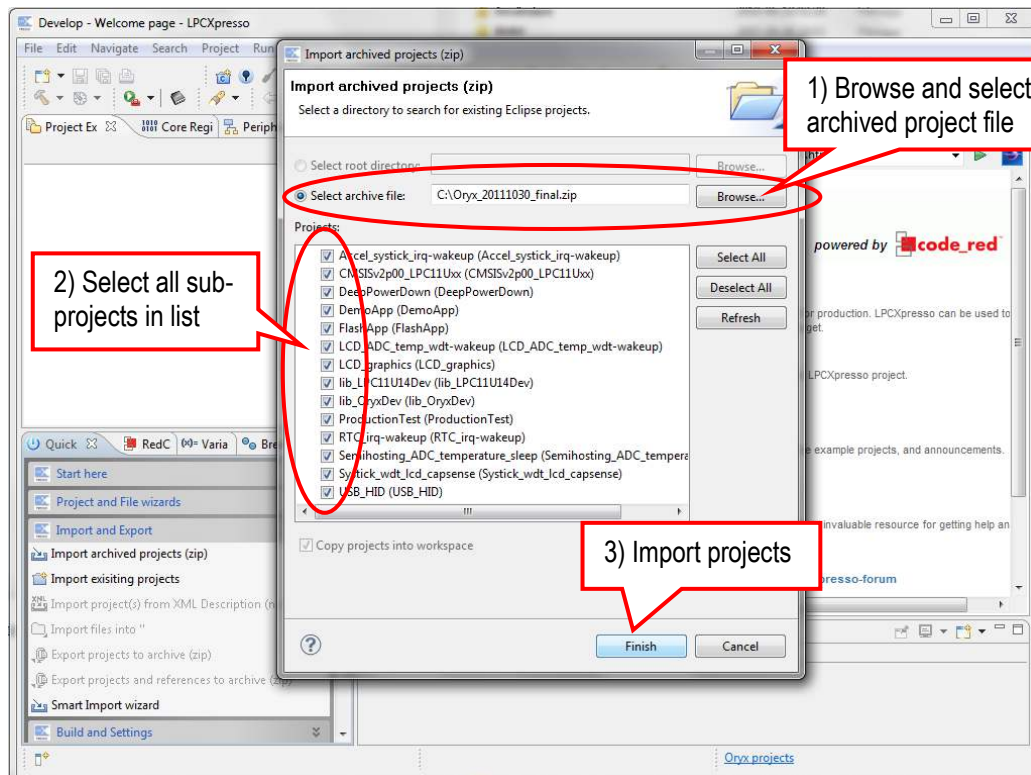 Develop - Welcome page - LPCXpresso
File Edit Navigate Search Project Run
Import archived projects (zip)
Import archived projects (zip)
Select a directory to search for existing Eclipse projects.
1) Browse and select
archived project file
Project Ex
Core Regi
Periph
Select root directory:
Browse...
Select archive file:
C:\Oryx_20111030_final.zip
Browse...
Projects:
powered by code_red
2) Select all sub-
projects in list
Accel_systick_irq-wakeup (Accel_systick_irq-wakeup)
CMSISv2p00_LPC11Uxx (CMSISv2p00_LPC11Uxx)
DeepPowerDown (DeepPowerDown)
DemoApp (DemoApp)
FlashApp (FlashApp)
LCD_ADC_temp_wdt-wakeup (LCD_ADC_temp_wdt-wakeup)
LCD_graphics (LCD_graphics)
lib_LPC11U14Dev (lib_LPC11U14Dev)
lib_OryxDev (lib_OryxDev)
ProductionTest (ProductionTest)
RTC_irq-wakeup (RTC_irq-wakeup)
Semihosting_ADC_temperature_sleep (Semihosting_ADC_tempera
Systick_wdt_lcd_capsense (Systick_wdt_lcd_capsense)
USB_HID (USB_HID)
Select All
Deselect All
Refresh
or production. LPCXpresso can be used to
get.
LPCXpresso project.
e example projects, and announcements.
invaluable resource for getting help an
presso-forum
Quick
RedC
(x)= Varia
Bre
Start here
Project and File wizards
Import and Export
Import archived projects (zip)
Import exisiting projects
Import project(s) from XML Description (n
Import files into ''
Export projects to archive (zip)
Export projects and references to archive (zip)
Smart Import wizard
Build and Settings
Copy projects into workspace
3) Import projects
Finish
Cancel
Oryx projects